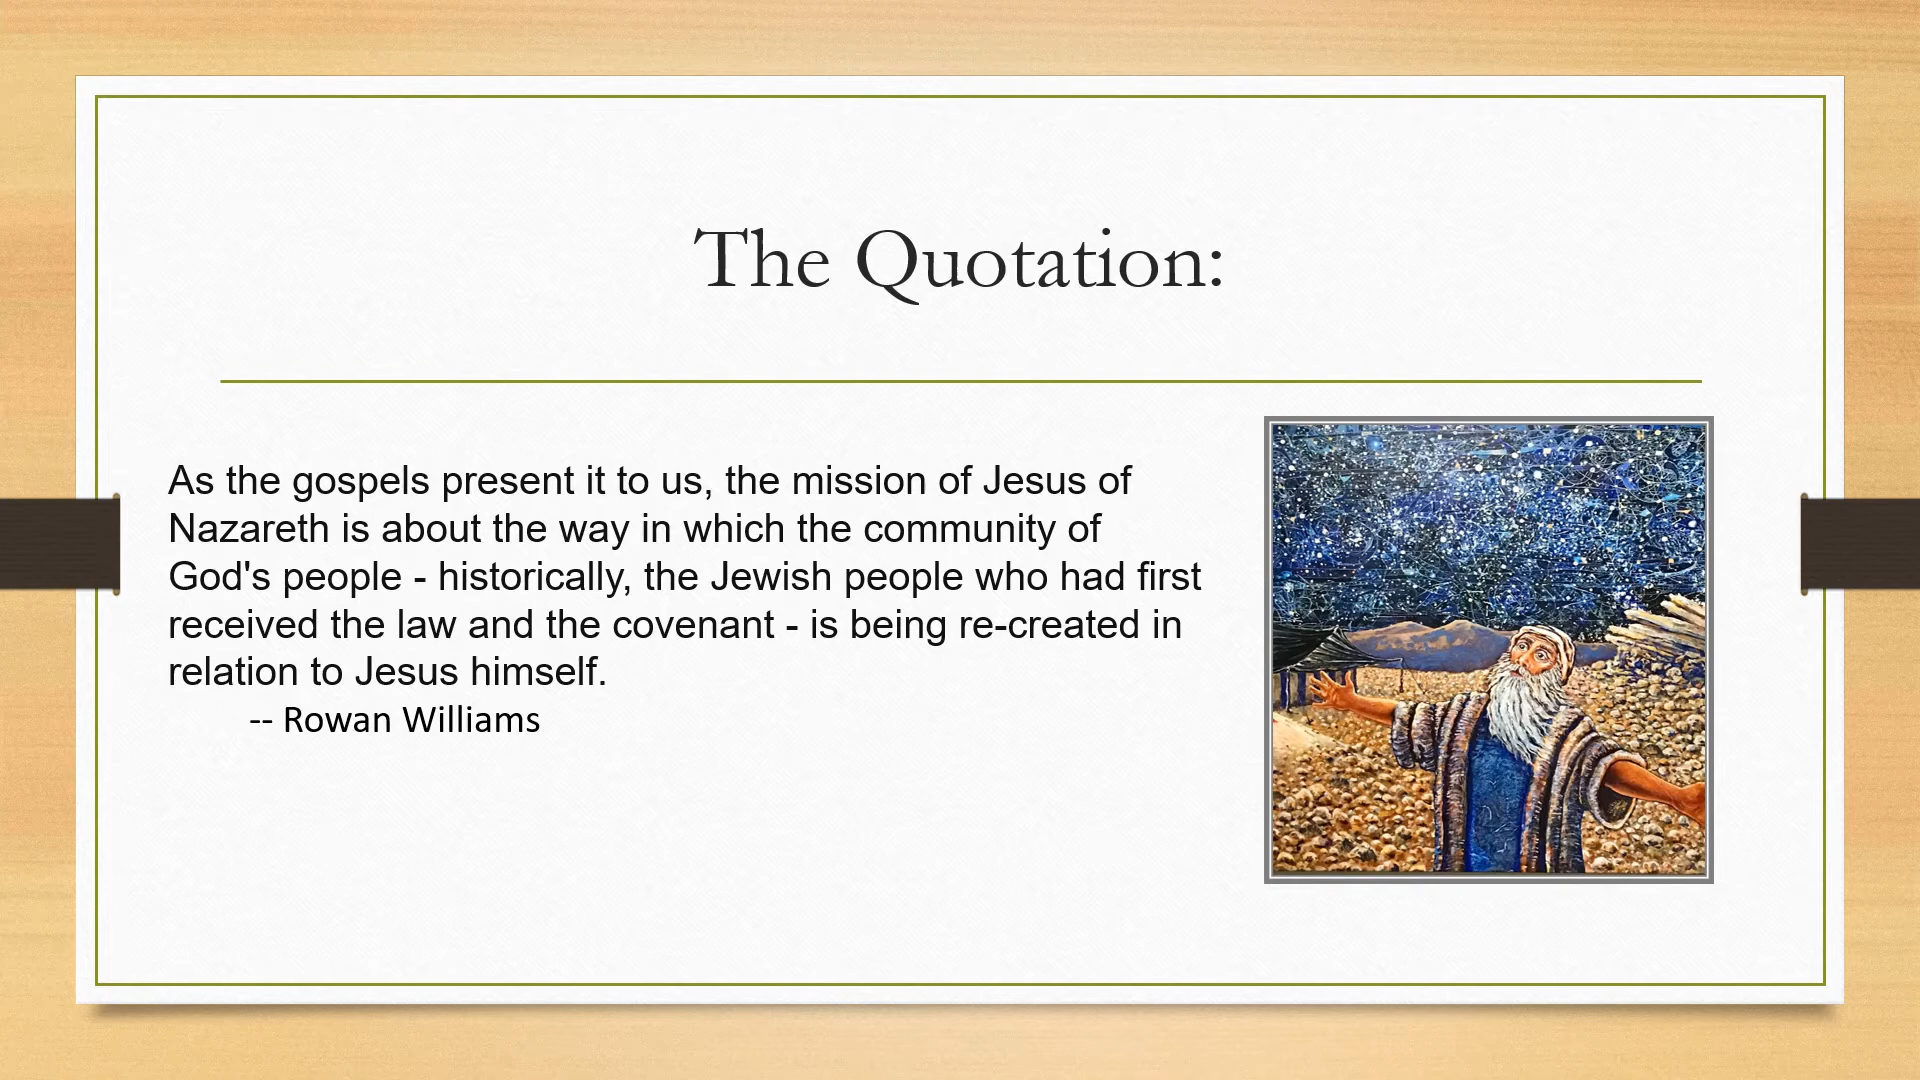 The Quotation:
As the gospels present it to us, the mission of Jesus of
Nazareth is about the way in which the community of
God's people - historically, the Jewish people who had first
received the law and the covenant - is being re-created in
relation to Jesus himself.
-- Rowan Williams